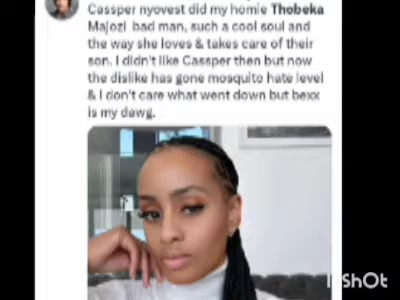 Cassper nyovest did my homie Thobeka
Majozi bad man, such a cool soul and
the way she loves & takes care of their
son. I didn't like Cassper then but now
the dislike has gone mosquito hate level
& I don't care what went down but bexx
is my dawg.
InShOt